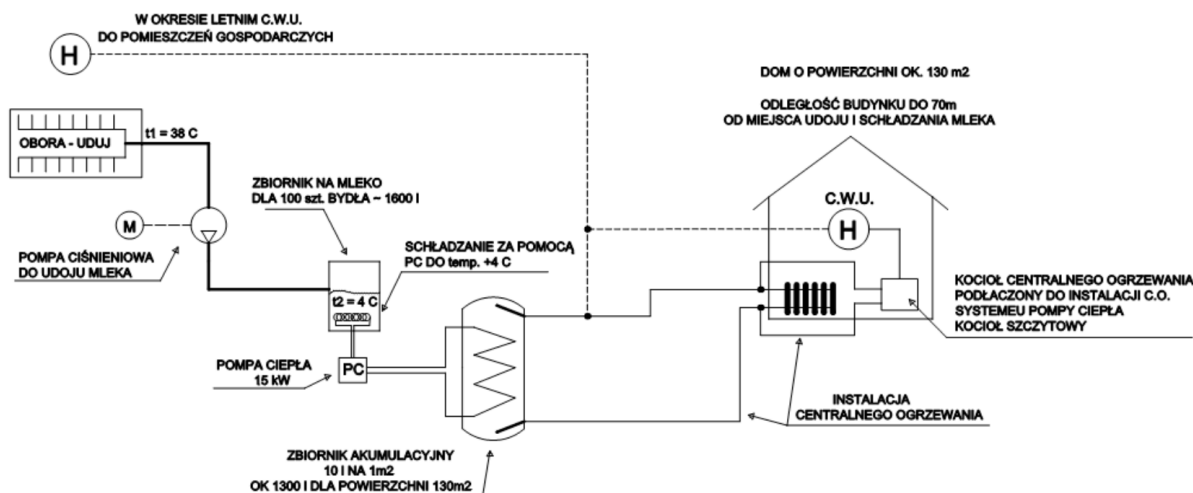 W OKRESIE LETNIM C.W.U.
DO POMIESZCZEŃ GOSPODARCZYCH
H
DOM O POWIERZCHNI OK. 130 m2
ODLEGŁOŚĆ BUDYNKU DO 70m
OD MIEJSCA UDOJU I SCHŁADZANIA MLEKA
OBORA - UDUJ
t1 = 38 C
ZBIORNIK NA MLEKO
DLA 100 szt. BYDŁA ~ 1600 l
C.W.U.
H
M
POMPA CIŚNIENIOWA
DO UDOJU MLEKA
SCHŁADZANIE ZA POMOCĄ
PC DO temp. +4 C
t2 = 4 C
KOCIOŁ CENTRALNEGO OGRZEWANIA
PODŁACZONY DO INSTALACJI C.O.
SYSTEMEU POMPY CIEPŁA
KOCIOŁ SZCZYTOWY
POMPA CIEPŁA
15 kW
PC
INSTALACJA
CENTRALNEGO OGRZEWANIA
ZBIORNIK AKUMULACYJNY
10 l NA 1m2
OK 1300 l DLA POWIERZCHNI 130m2